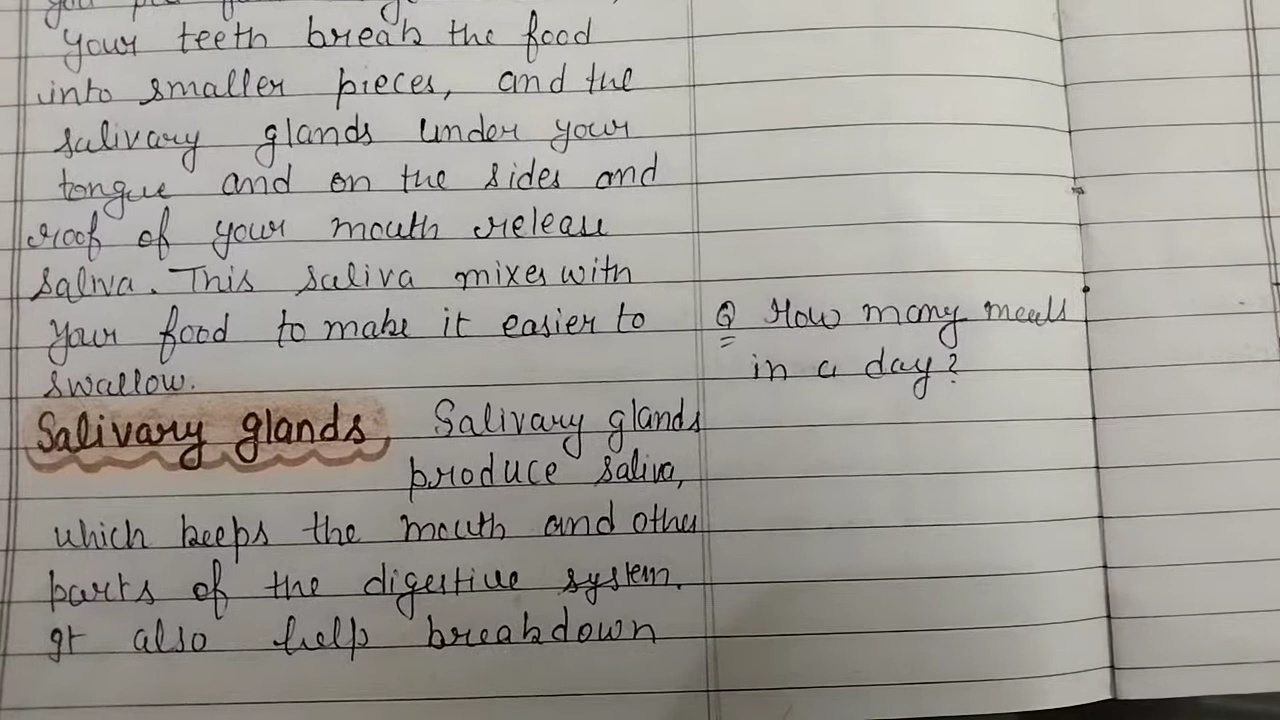 your teeth break the food
into smaller pieces, and the
salivary glands under your
tongue and on the sides and
roof of your mouth release
saliva. This saliva mixes with
your food to make it easier to
swallow.
Salivary glands, Salivary glands
produce saliva,
which keeps the mouth and other
parts of the digestive system.
It also help breakdown
Q How many meals
in a day?